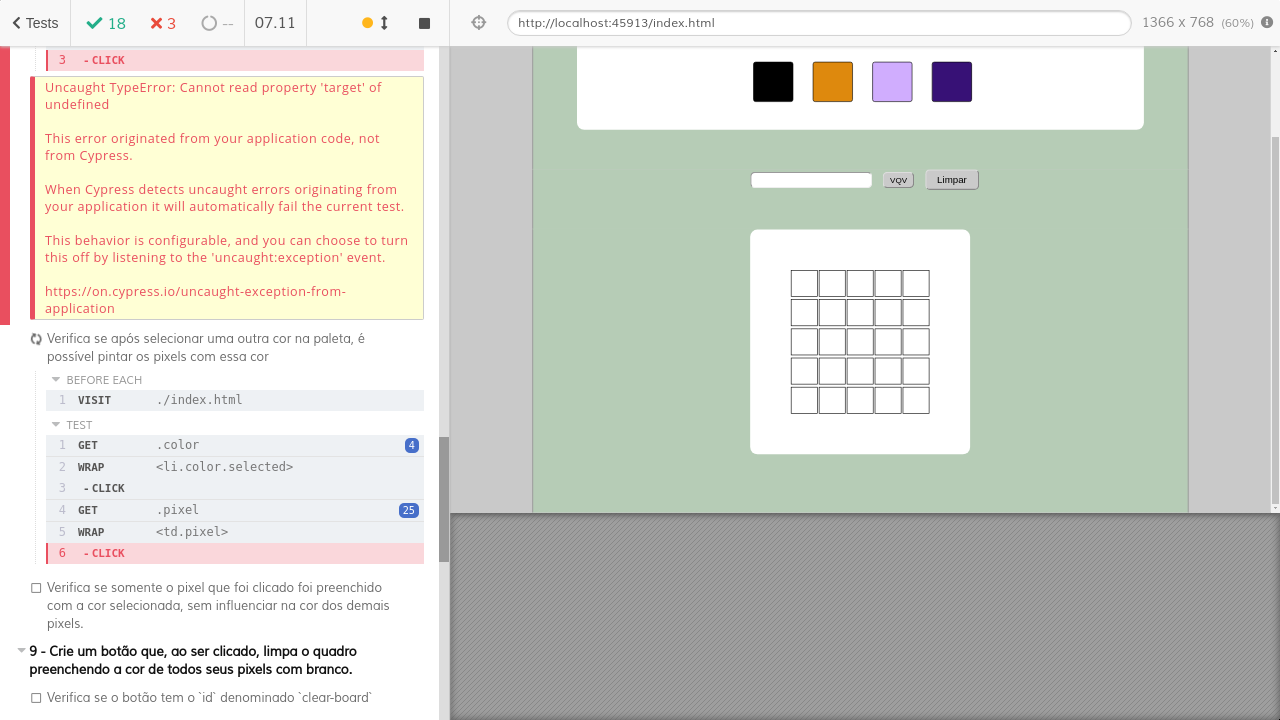 Tests
18
3
--
07.11
http://localhost:45913/index.html
1366 x 768 (60%)
3 - CLICK
Uncaught TypeError: Cannot read property 'target' of
undefined
This error originated from your application code, not
from Cypress.
When Cypress detects uncaught errors originating from
your application it will automatically fail the current test.
This behavior is configurable, and you can choose to turn
this off by listening to the 'uncaught:exception' event.
https://on.cypress.io/uncaught-exception-from-
application
Verifica se após selecionar uma outra cor na paleta, é
possível pintar os pixels com essa cor
BEFORE EACH
1 VISIT ./index.html
TEST
1 GET .color 4
2 WRAP <li.color.selected>
3 - CLICK
4 GET .pixel 25
5 WRAP <td.pixel>
6 - CLICK
Verifica se somente o pixel que foi clicado foi preenchido
com a cor selecionada, sem influenciar na cor dos demais
pixels.
9 - Crie um botão que, ao ser clicado, limpa o quadro
preenchendo a cor de todos seus pixels com branco.
Verifica se o botão tem o `id` denominado `clear-board`
VQV
Limpar